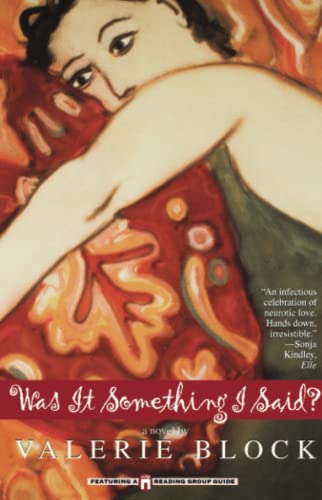 "An infectious
celebration of
neurotic love.
Hands down,
irresistible."
—Sonja
Kindley,
Elle
Was It Something I Said?
a novel by
VALERIE BLOCK
FEATURING A READING GROUP GUIDE